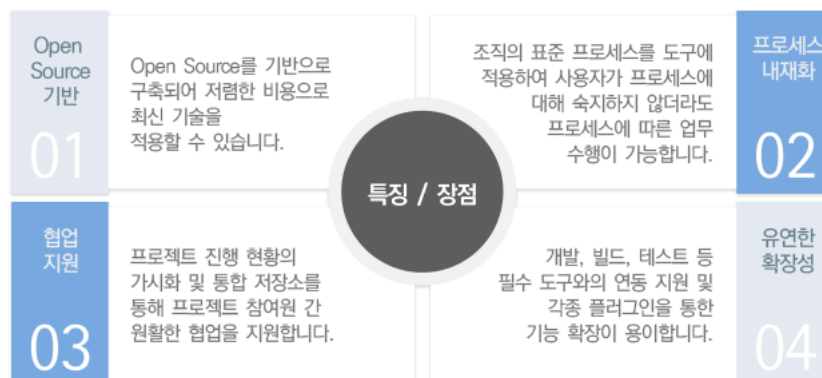 Open
Source
기반
01
Open Source를 기반으로
구축되어 저렴한 비용으로
최신 기술을
적용할 수 있습니다.
조직의 표준 프로세스를 도구에
적용하여 사용자가 프로세스에
대해 숙지하지 않더라도
프로세스에 따른 업무
수행이 가능합니다.
프로세스
내재화
02
특징 / 장점
협업
지원
03
프로젝트 진행 현황의
가시화 및 통합 저장소를
통해 프로젝트 참여원 간
원활한 협업을 지원합니다.
개발, 빌드, 테스트 등
필수 도구와의 연동 지원 및
각종 플러그인을 통한
기능 확장이 용이합니다.
유연한
확장성
04